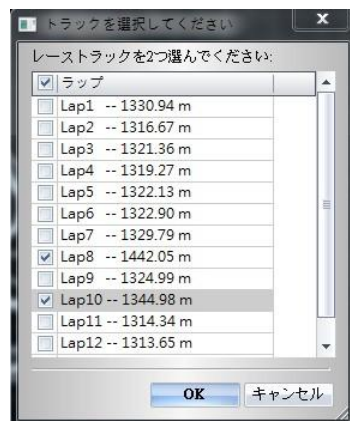 トラックを選択してください
x
レーストラックを2つ選んでください:
ラップ
Lap1 -- 1330.94 m
Lap2 -- 1316.67 m
Lap3 -- 1321.36 m
Lap4 -- 1319.27 m
Lap5 -- 1322.13 m
Lap6 -- 1322.90 m
Lap7 -- 1329.79 m
Lap8 -- 1442.05 m
Lap9 -- 1324.99 m
Lap10 -- 1344.98 m
Lap11 -- 1314.34 m
Lap12 -- 1313.65 m
OK キャンセル